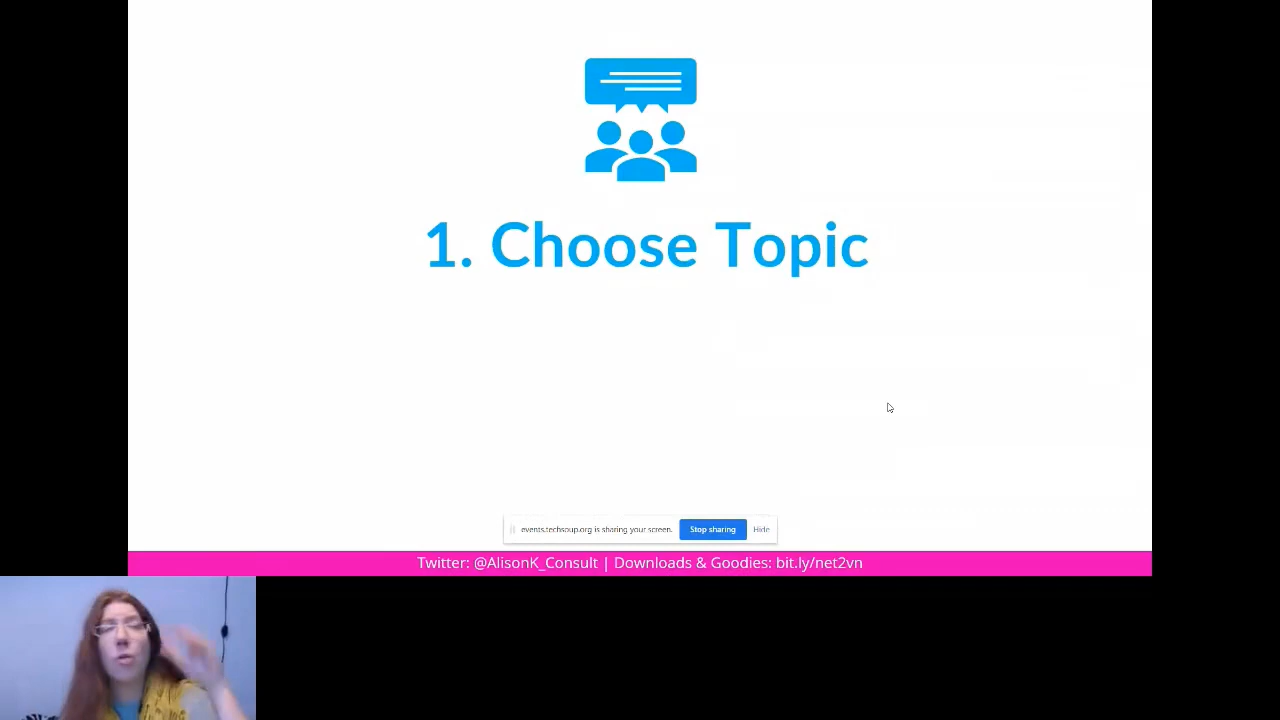 1. Choose Topic
events.techsoup.org is sharing your screen.
Stop sharing
Hide
Twitter: @AlisonK_Consult | Downloads & Goodies: bit.ly/net2vn